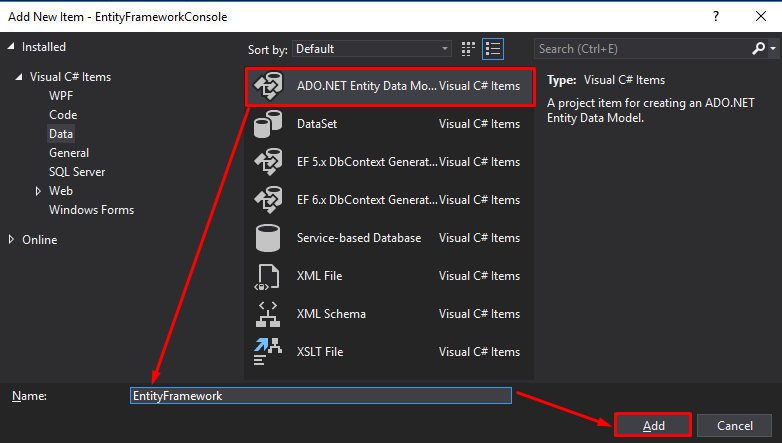 Add New Item - EntityFrameworkConsole
Installed
Sort by: Default
Search (Ctrl+E)
Visual C# Items
WPF
Code
Data
General
SQL Server
Web
Windows Forms
Online
ADO.NET Entity Data Mo... Visual C# Items
DataSet Visual C# Items
EF 5.x DbContext Generat... Visual C# Items
EF 6.x DbContext Generat... Visual C# Items
Service-based Database Visual C# Items
XML File Visual C# Items
XML Schema Visual C# Items
XSLT File Visual C# Items
Type: Visual C# Items
A project item for creating an ADO.NET
Entity Data Model.
Name: EntityFramework
Add Cancel